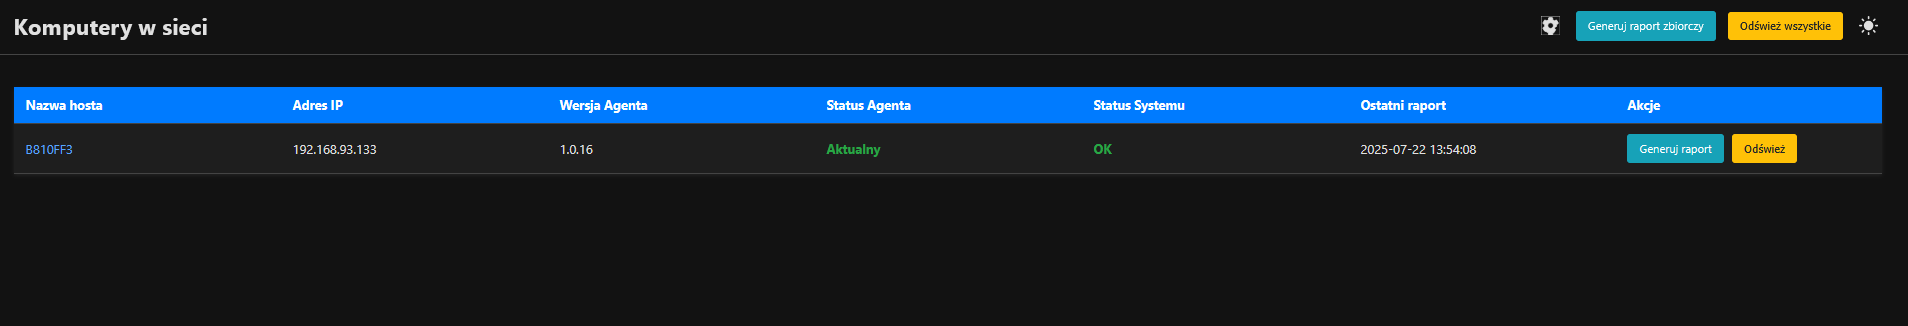 Komputery w sieci
Generuj raport zbiorczy
Odśwież wszystkie
Nazwa hosta Adres IP Wersja Agenta Status Agenta Status Systemu Ostatni raport Akcje
B810FF3 192.168.93.133 1.0.16 Aktualny OK 2025-07-22 13:54:08 Generuj raport Odśwież